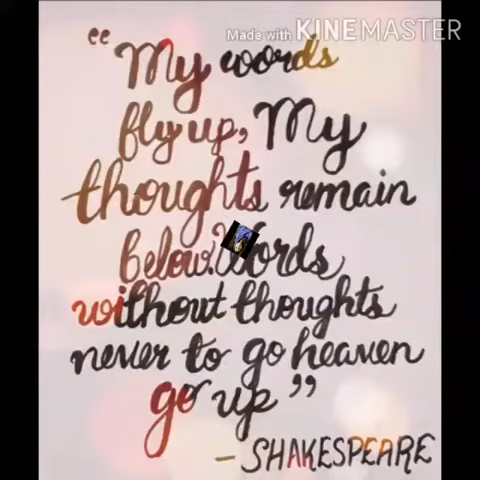 Made with KINEMASTER
"My words
fly up, My
thoughts remain
below: Words
without thoughts
never to go heaven
go up"
- SHAKESPEARE